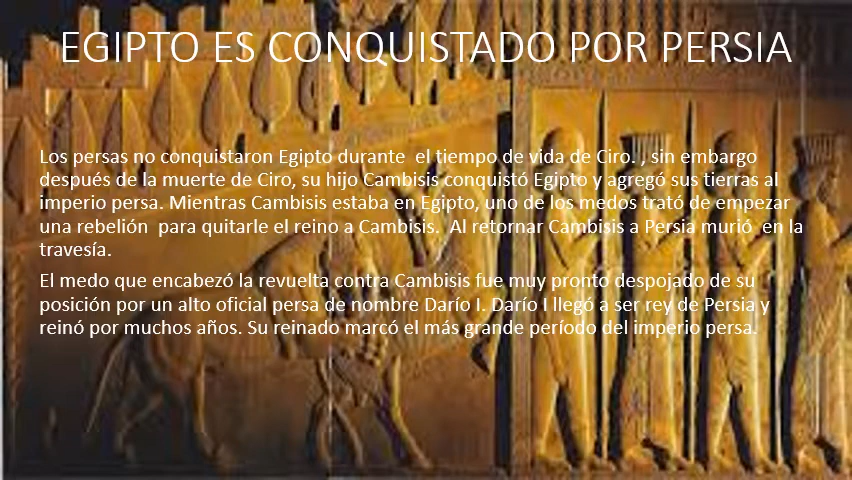 EGIPTO ES CONQUISTADO POR PERSIA
Los persas no conquistaron Egipto durante  el tiempo de vida de Ciro. , sin embargo
después de la muerte de Ciro, su hijo Cambisis conquistó Egipto y agregó sus tierras al
imperio persa. Mientras Cambisis estaba en Egipto, uno de los medos trató de empezar
una rebelión  para quitarle el reino a Cambisis.  Al retornar Cambisis a Persia murió  en la
travesía.
El medo que encabezó la revuelta contra Cambisis fue muy pronto despojado de su
posición por un alto oficial persa de nombre Darío I. Darío I llegó a ser rey de Persia y
reinó por muchos años. Su reinado marcó el más grande período del imperio persa.